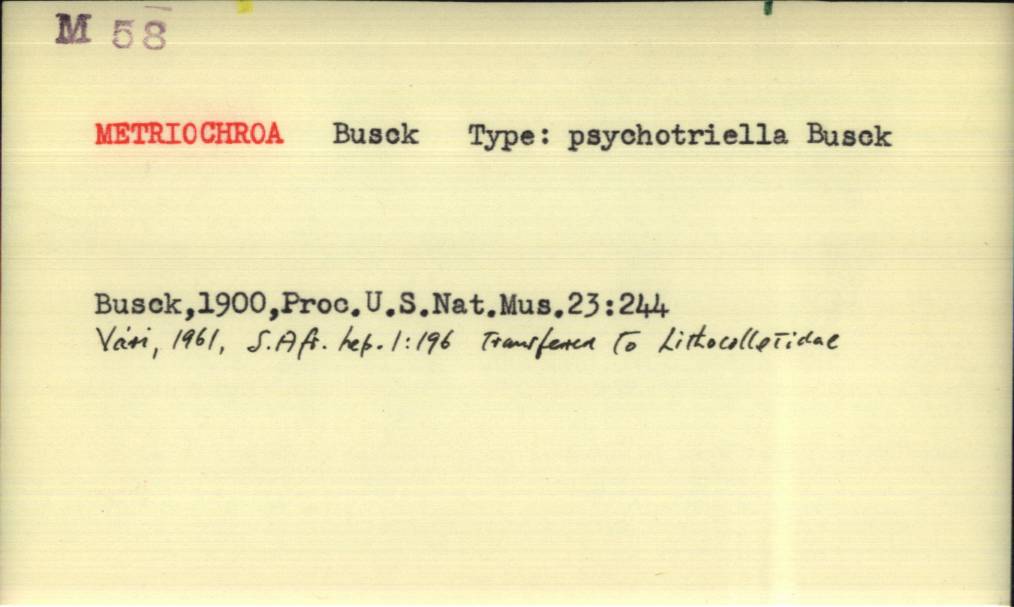 M 58
METRIOCHROA Busck Type: psychotriella Busck
Busck,1900,Proc.U.S.Nat.Mus.23:244
Vári, 1961, S.Afr. Lep. 1:196 Transferred to Lithocolletidae